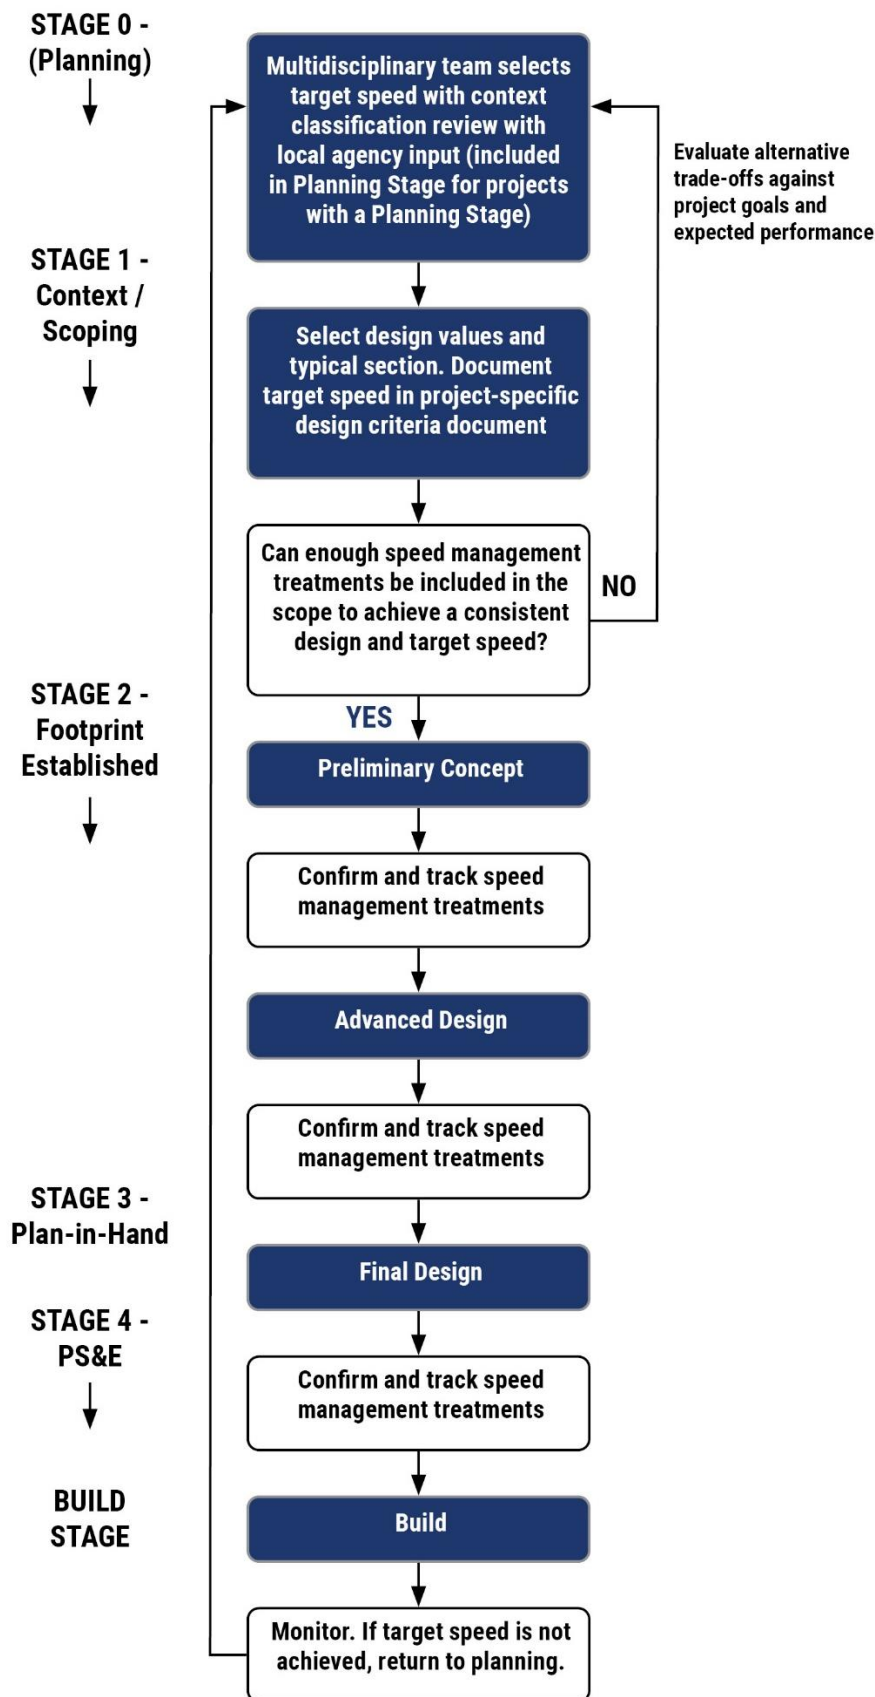 STAGE 0 -
(Planning)
Multidisciplinary team selects
target speed with context
classification review with
local agency input (included
in Planning Stage for projects
with a Planning Stage)
Evaluate alternative
trade-offs against
project goals and
expected performance
STAGE 1 -
Context /
Scoping
Select design values and
typical section. Document
target speed in project-specific
design criteria document
Can enough speed management
treatments be included in the
scope to achieve a consistent
design and target speed?
NO
STAGE 2 -
Footprint
Established
YES
Preliminary Concept
Confirm and track speed
management treatments
Advanced Design
Confirm and track speed
management treatments
STAGE 3 -
Plan-in-Hand
Final Design
STAGE 4 -
PS&E
Confirm and track speed
management treatments
BUILD
STAGE
Build
Monitor. If target speed is not
achieved, return to planning.